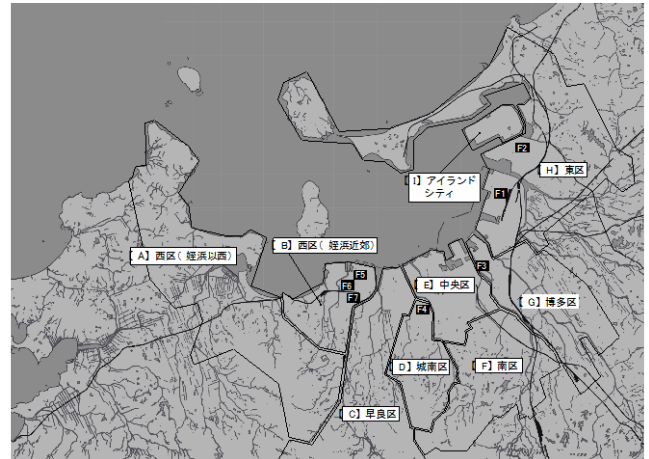 F2
H】東区
I】アイランド
シティ
F1
B】西区( 姪浜近郊)
A】西区( 姪浜以西)
F3
F5
F6
E】中央区
F7
G】博多区
F4
D】城南区
F】南区
C】早良区